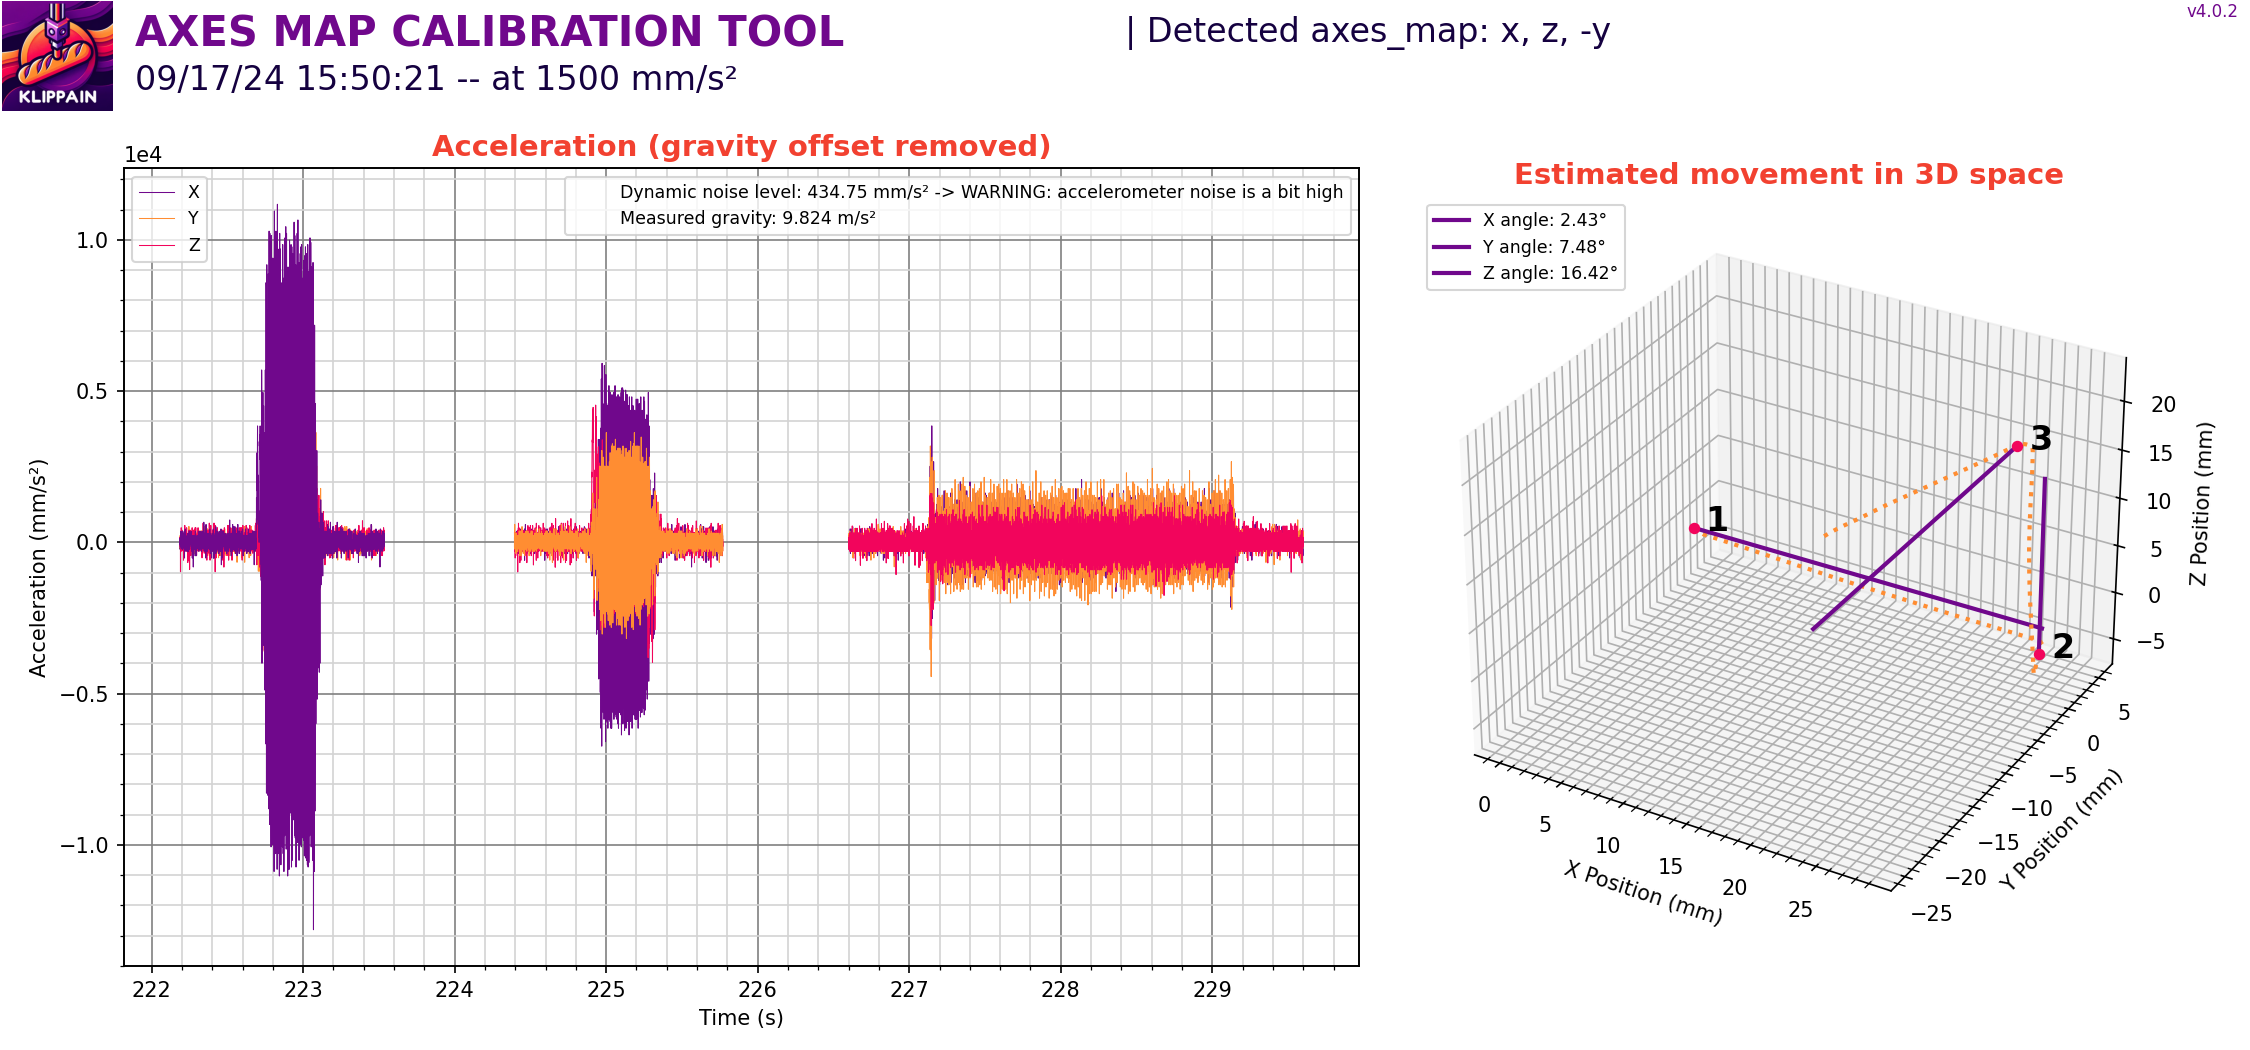 KLIPPAIN
AXES MAP CALIBRATION TOOL
09/17/24 15:50:21 -- at 1500 mm/s²
| Detected axes_map: x, z, -y
v4.0.2
Acceleration (gravity offset removed)
1e4
X
Y
Z
Dynamic noise level: 434.75 mm/s² -> WARNING: accelerometer noise is a bit high
Measured gravity: 9.824 m/s²
Acceleration (mm/s²)
1.0
0.5
0.0
−0.5
−1.0
222 223 224 225 226 227 228 229
Time (s)
Estimated movement in 3D space
X angle: 2.43°
Y angle: 7.48°
Z angle: 16.42°
1
2
3
0 5 10 15 20 25
X Position (mm)
−25 −20 −15 −10 −5 0 5
Y Position (mm)
20
15
10
5
0
−5
Z Position (mm)